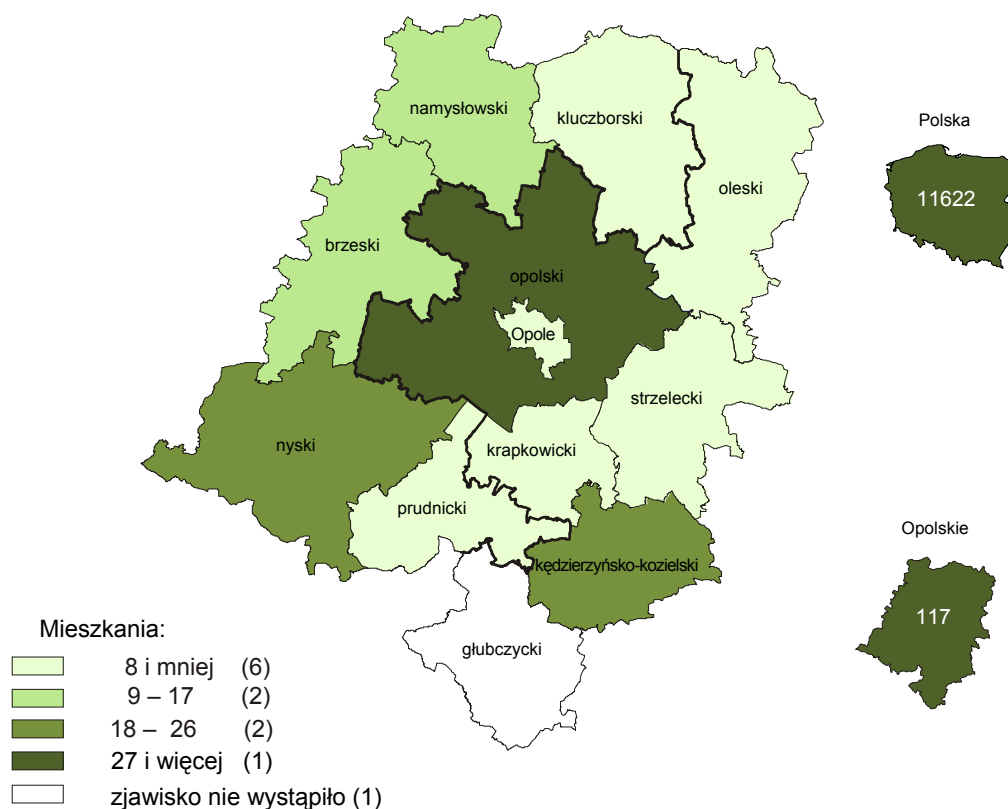 namysłowski
kluczborski
Polska
oleski
11622
brzeski
opolski
Opole
strzelecki
nyski
krapkowicki
prudnicki
Opolskie
kędzierzyńsko-kozielski
117
Mieszkania:
głubczycki
8 i mniej (6)
9 – 17 (2)
18 – 26 (2)
27 i więcej (1)
zjawisko nie wystąpiło (1)